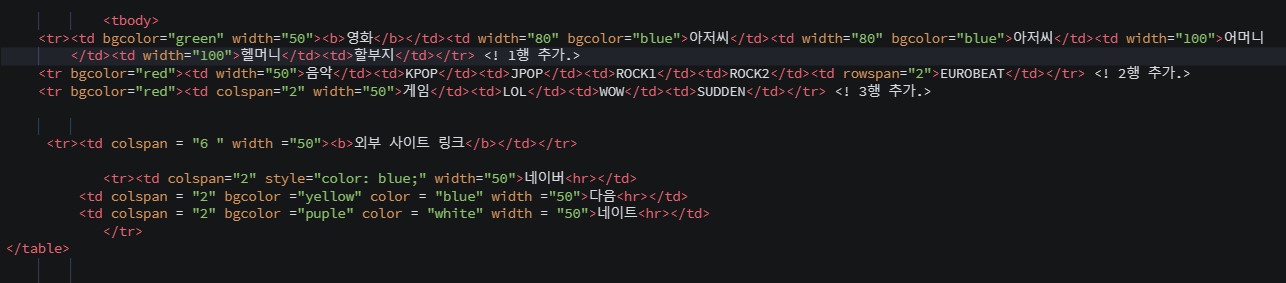 <tbody>
<tr><td bgcolor="green" width="50"><b>영화</b></td><td width="80" bgcolor="blue">아저씨</td><td width="80" bgcolor="blue">아저씨</td><td width="100">어머니
</td><td width="100">헬머니</td><td>할부지</td></tr> <! 1행 추가.>
<tr bgcolor="red"><td width="50">음악</td><td>KPOP</td><td>JPOP</td><td>ROCK1</td><td>ROCK2</td><td rowspan="2">EUROBEAT</td></tr> <! 2행 추가.>
<tr bgcolor="red"><td colspan="2" width="50">게임</td><td>LOL</td><td>WOW</td><td>SUDDEN</td></tr> <! 3행 추가.>
<tr><td colspan = "6 " width ="50"><b>외부 사이트 링크</b></td></tr>
<tr><td colspan="2" style="color: blue;" width="50">네이버<hr></td>
<td colspan = "2" bgcolor ="yellow" color = "blue" width ="50">다음<hr></td>
<td colspan = "2" bgcolor ="puple" color = "white" width = "50">네이트<hr></td>
</tr>
</table>